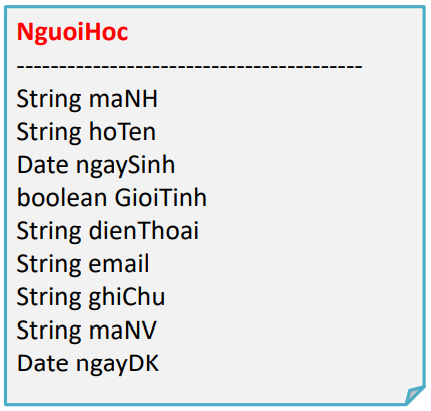 NguoiHoc
-----------------------------------------
String maNH
String hoTen
Date ngaySinh
boolean GioiTinh
String dienThoai
String email
String ghiChu
String maNV
Date ngayDK